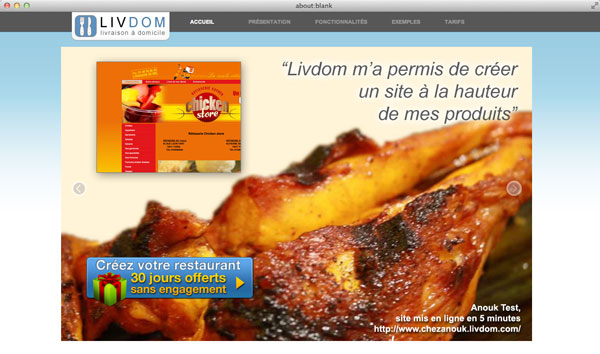 about:blank
LIVDOM
livraison à domicile
ACCUEIL PRÉSENTATION FONCTIONNALITÉS EXEMPLES TARIFS
“Livdom m’a permis de créer
un site à la hauteur
de mes produits”
chicken
store
Créez votre restaurant
30 jours offerts
sans engagement
Anouk Test,
site mis en ligne en 5 minutes
http://www.chezanouk.livdom.com/